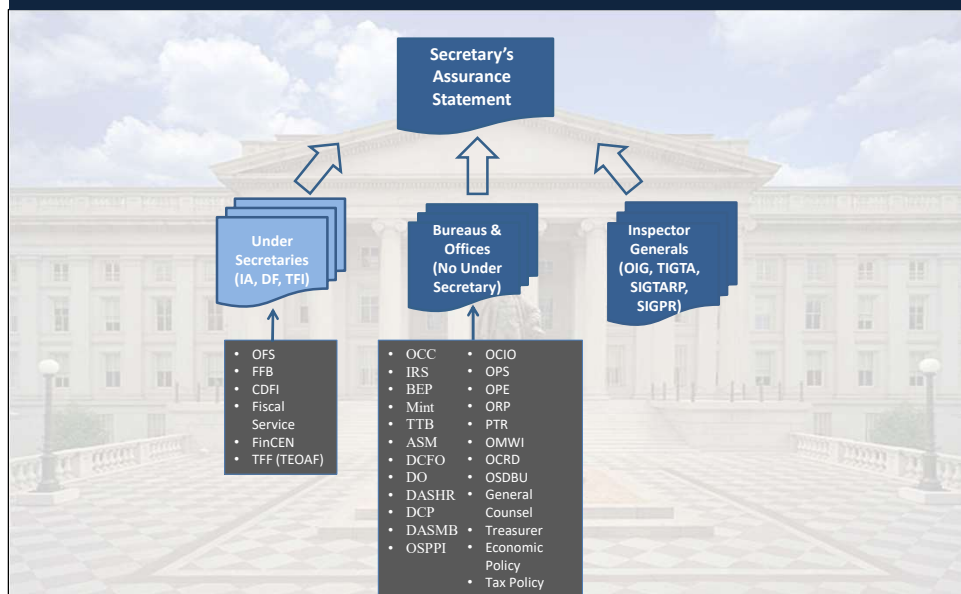 Secretary's
Assurance
Statement
Under
Secretaries
(IA, DF, TFI)
Bureaus &
Offices
(No Under
Secretary)
Inspector
Generals
(OIG, TIGTA,
SIGTARP,
SIGPR)
• OFS
• FFB
• CDFI
• Fiscal
Service
• FinCEN
• TFF (TEOAF)
• OCC
• IRS
• BEP
• Mint
• TTB
• ASM
• DCFO
• DO
• DASHR
• DCP
• DASMB
• OSPPI
• OCIO
• OPS
• OPE
• ORP
• PTR
• OMWI
• OCRD
• OSDBU
• General
Counsel
• Treasurer
• Economic
Policy
• Tax Policy